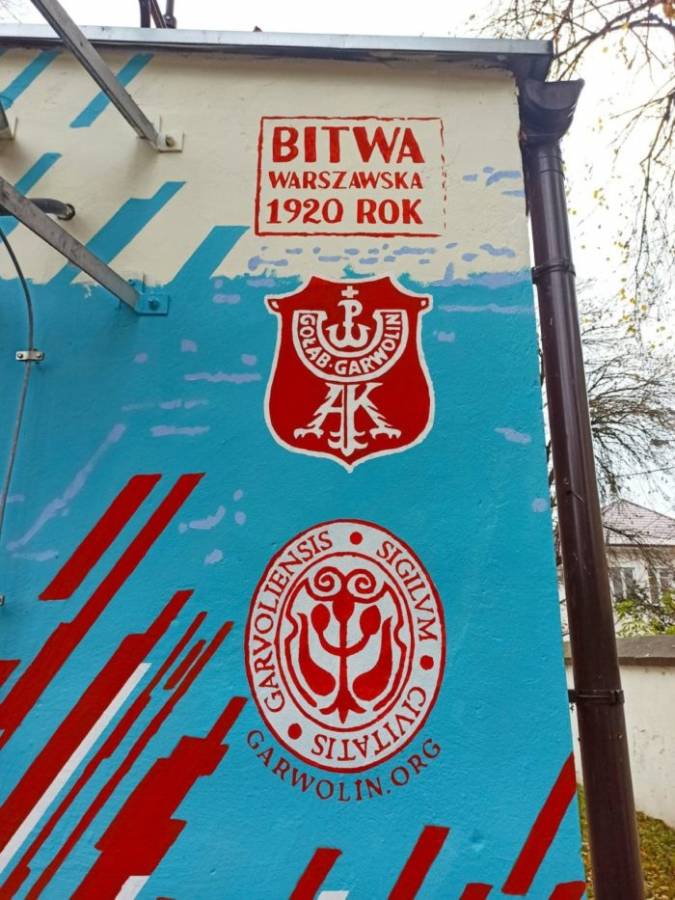 BITWA
WARSZAWSKA
1920 ROK
GOŁĄB·GARWOLIN
AK
SIGILVM • CIVITATIS • GARVOLIENSIS •
GARWOLIN.ORG